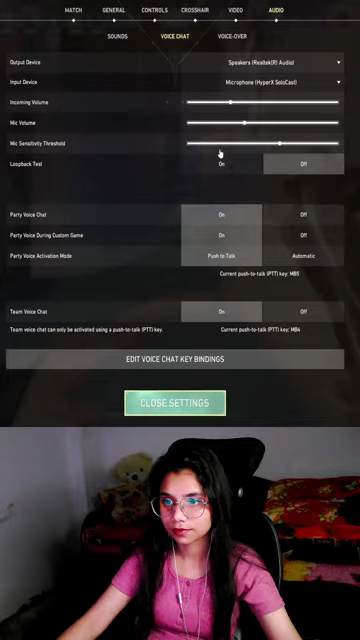 MATCH GENERAL CONTROLS CROSSHAIR VIDEO AUDIO
SOUNDS VOICE CHAT VOICE-OVER
Output Device Speakers (Realtek(R) Audio)
Input Device Microphone (HyperX SoloCast)
Incoming Volume
Mic Volume
Mic Sensitivity Threshold
Loopback Test On Off
Party Voice Chat On Off
Party Voice During Custom Game On Off
Party Voice Activation Mode Push to Talk Automatic
Current push-to-talk (PTT) key: MB5
Team Voice Chat On Off
Team voice chat can only be activated using a push-to-talk (PTT) key. Current push-to-talk (PTT) key: MB4
EDIT VOICE CHAT KEY BINDINGS
CLOSE SETTINGS